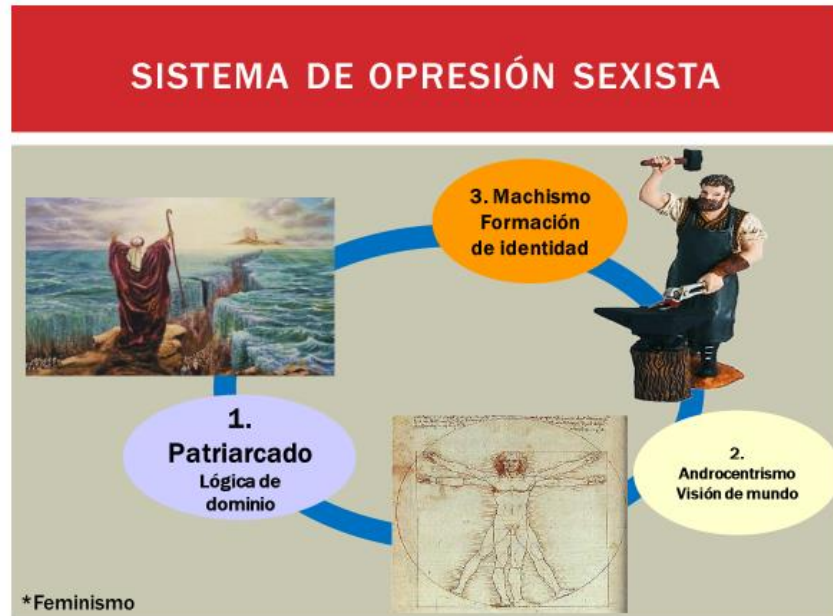 SISTEMA DE OPRESIÓN SEXISTA
3. Machismo
Formación
de identidad
1.
Patriarcado
Lógica de
dominio
2.
Androcentrismo
Visión de mundo
*Feminismo